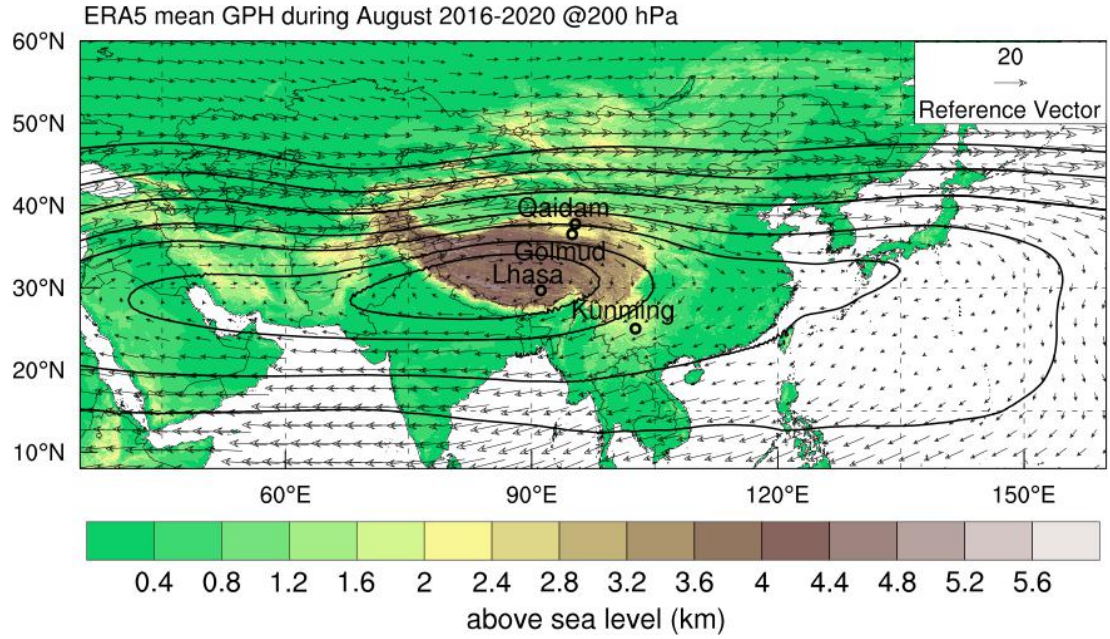 ERA5 mean GPH during August 2016-2020 @200 hPa
60°N
20
Reference Vector
50°N
40°N
Qaidam
Golmud
Lhasa
30°N
Kunming
20°N
10°N
60°E 90°E 120°E 150°E
0.4 0.8 1.2 1.6 2 2.4 2.8 3.2 3.6 4 4.4 4.8 5.2 5.6
above sea level (km)